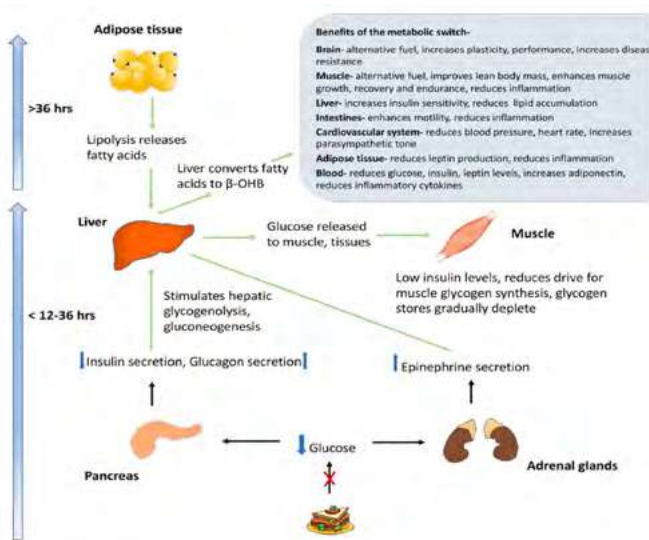 Adipose tissue
Benefits of the metabolic switch-
Brain- alternative fuel, increases plasticity, performance, increases disease
resistance
Muscle- alternative fuel, improves lean body mass, enhances muscle
growth, recovery and endurance, reduces inflammation
Liver- increases insulin sensitivity, reduces lipid accumulation
Intestines- enhances motility, reduces inflammation
Cardiovascular system- reduces blood pressure, heart rate, increases
parasympathetic tone
Adipose tissue- reduces leptin production, reduces inflammation
Blood- reduces glucose, insulin, leptin levels, increases adiponectin,
reduces inflammatory cytokines
>36 hrs
Lipolysis releases
fatty acids
Liver converts fatty
acids to β-OHB
Liver
Glucose released
to muscle, tissues
Muscle
Low insulin levels, reduces drive for
muscle glycogen synthesis, glycogen
stores gradually deplete
< 12-36 hrs
Stimulates hepatic
glycogenolysis,
gluconeogenesis
Insulin secretion, Glucagon secretion
Epinephrine secretion
Glucose
Pancreas
Adrenal glands